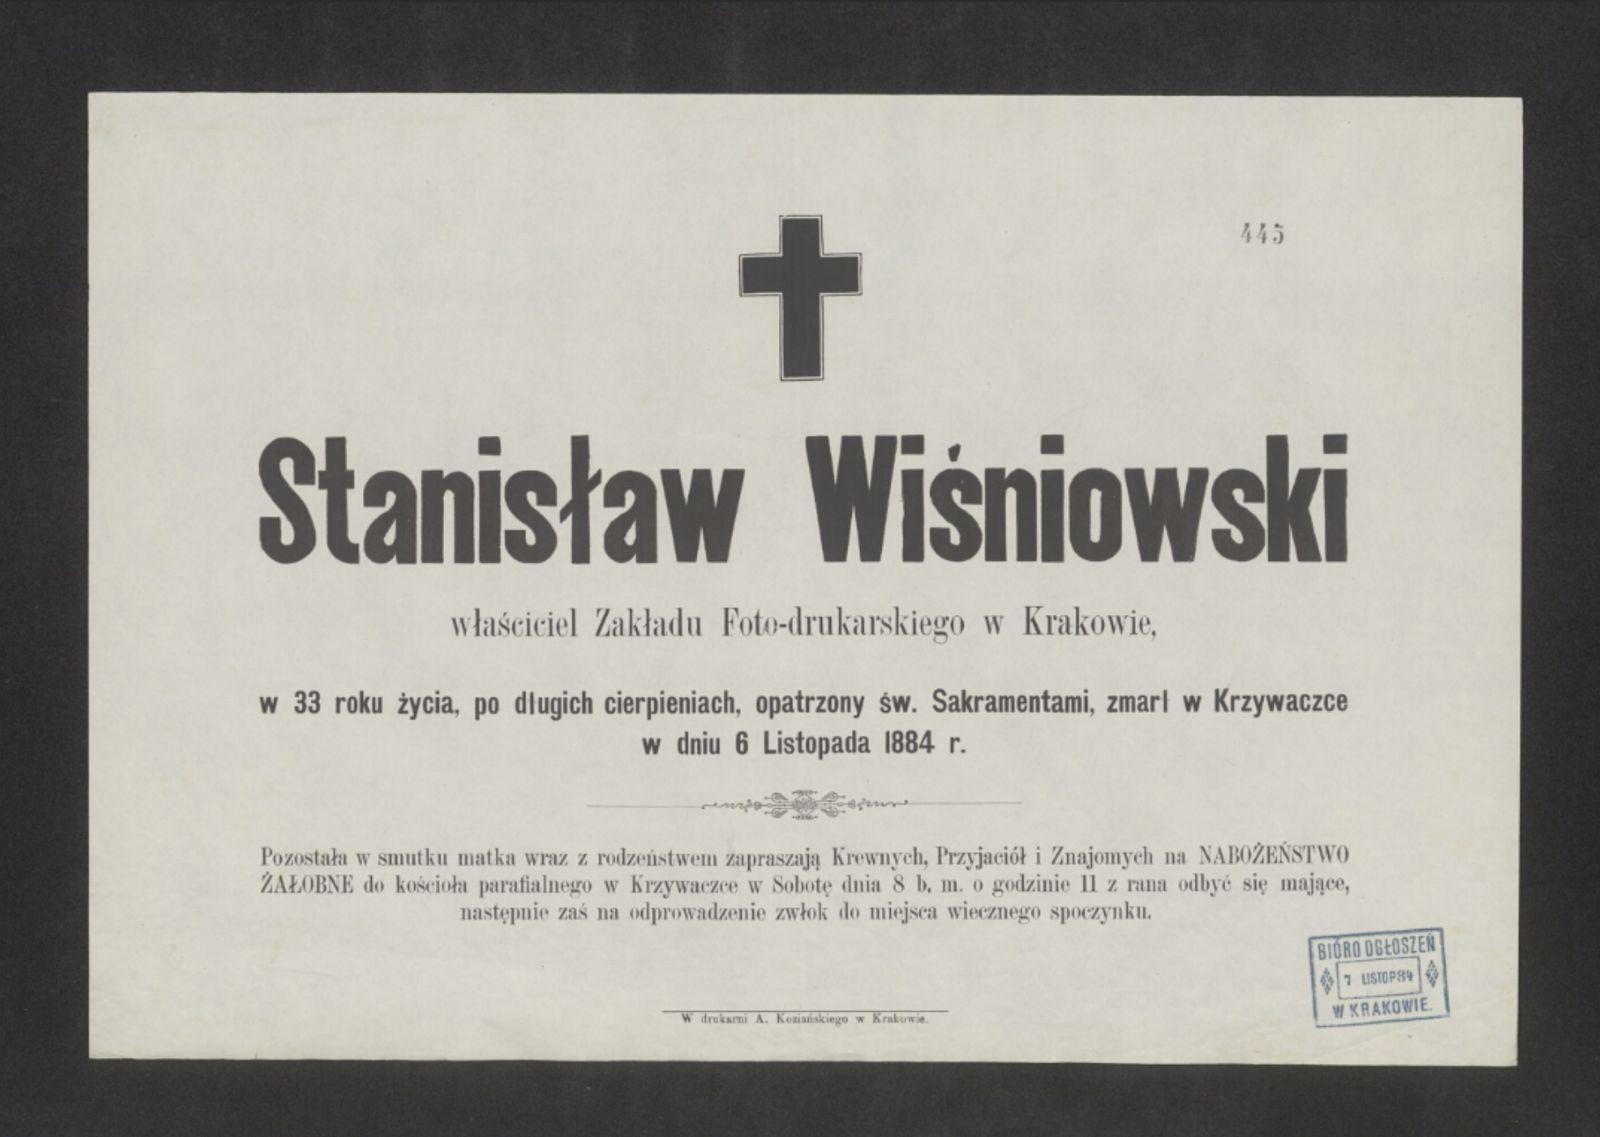 445
Stanisław Wiśniowski
właściciel Zakładu Foto-drukarskiego w Krakowie,
w 33 roku życia, po długich cierpieniach, opatrzony św. Sakramentami, zmarł w Krzywaczce
w dniu 6 Listopada 1884 r.
Pozostała w smutku matka wraz z rodzeństwem zapraszają Krewnych, Przyjaciół i Znajomych na NABOŻEŃSTWO
ŻAŁOBNE do kościoła parafialnego w Krzywaczce w Sobotę dnia 8 b. m. o godzinie 11 z rana odbyć się mające,
następnie zaś na odprowadzenie zwłok do miejsca wiecznego spoczynku.
BIÓRO OGŁOSZEŃ
7 LISTOP84
W KRAKOWIE.
W drukarni A. Koziańskiego w Krakowie.